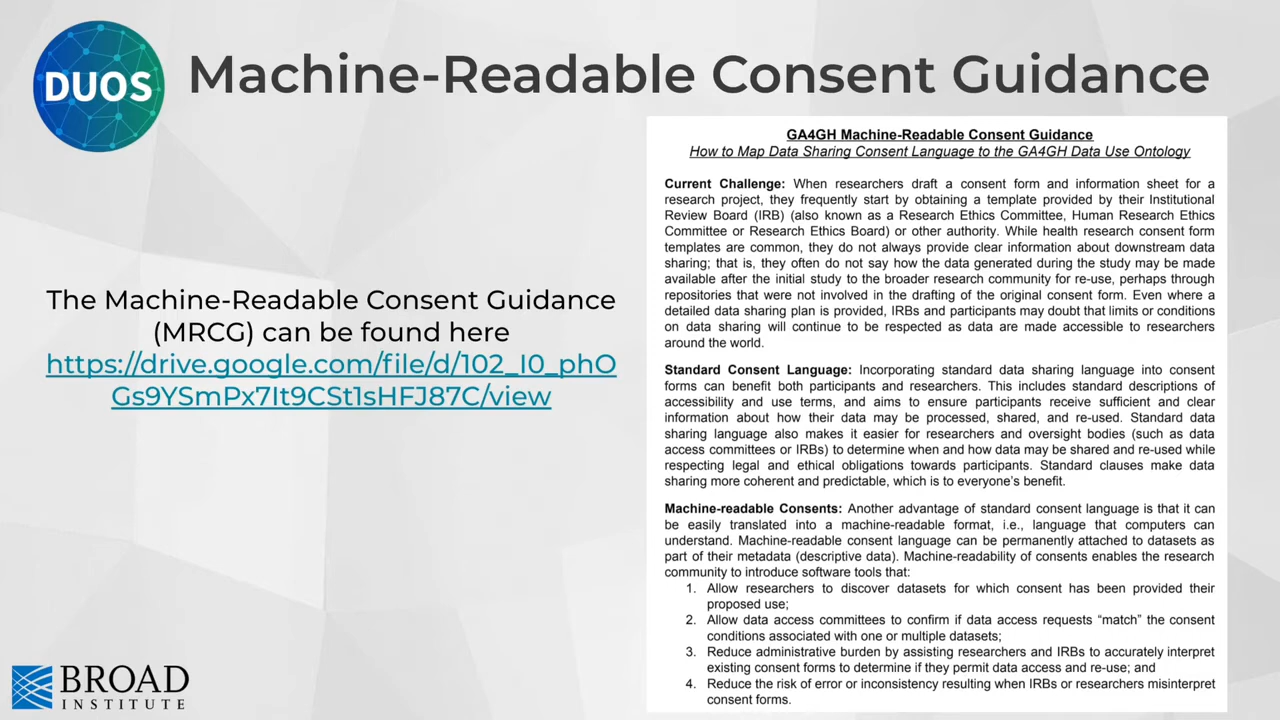 DUOS
Machine-Readable Consent Guidance
The Machine-Readable Consent Guidance
(MRCG) can be found here
https://drive.google.com/file/d/102_I0_phO
Gs9YSmPx7It9CSt1sHFJ87C/view
BROAD
INSTITUTE
GA4GH Machine-Readable Consent Guidance
How to Map Data Sharing Consent Language to the GA4GH Data Use Ontology
Current Challenge: When researchers draft a consent form and information sheet for a
research project, they frequently start by obtaining a template provided by their Institutional
Review Board (IRB) (also known as a Research Ethics Committee, Human Research Ethics
Committee or Research Ethics Board) or other authority. While health research consent form
templates are common, they do not always provide clear information about downstream data
sharing; that is, they often do not say how the data generated during the study may be made
available after the initial study to the broader research community for re-use, perhaps through
repositories that were not involved in the drafting of the original consent form. Even where a
detailed data sharing plan is provided, IRBs and participants may doubt that limits or conditions
on data sharing will continue to be respected as data are made accessible to researchers
around the world.
Standard Consent Language: Incorporating standard data sharing language into consent
forms can benefit both participants and researchers. This includes standard descriptions of
accessibility and use terms, and aims to ensure participants receive sufficient and clear
information about how their data may be processed, shared, and re-used. Standard data
sharing language also makes it easier for researchers and oversight bodies (such as data
access committees or IRBs) to determine when and how data may be shared and re-used while
respecting legal and ethical obligations towards participants. Standard clauses make data
sharing more coherent and predictable, which is to everyone’s benefit.
Machine-readable Consents: Another advantage of standard consent language is that it can
be easily translated into a machine-readable format, i.e., language that computers can
understand. Machine-readable consent language can be permanently attached to datasets as
part of their metadata (descriptive data). Machine-readability of consents enables the research
community to introduce software tools that:
1. Allow researchers to discover datasets for which consent has been provided their
proposed use;
2. Allow data access committees to confirm if data access requests “match” the consent
conditions associated with one or multiple datasets;
3. Reduce administrative burden by assisting researchers and IRBs to accurately interpret
existing consent forms to determine if they permit data access and re-use; and
4. Reduce the risk of error or inconsistency resulting when IRBs or researchers misinterpret
consent forms.